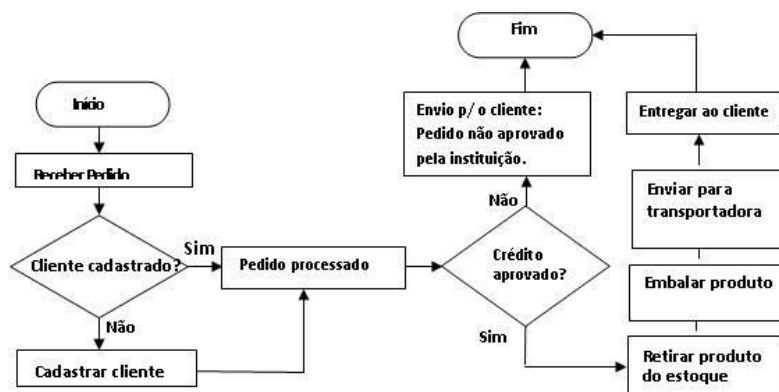 Início
Receber Pedido
Cliente cadastrado?
Sim
Não
Cadastrar cliente
Pedido processado
Crédito
aprovado?
Não
Envio p/ o cliente:
Pedido não aprovado
pela instituição.
Fim
Sim
Retirar produto
do estoque
Embalar produto
Enviar para
transportadora
Entregar ao cliente